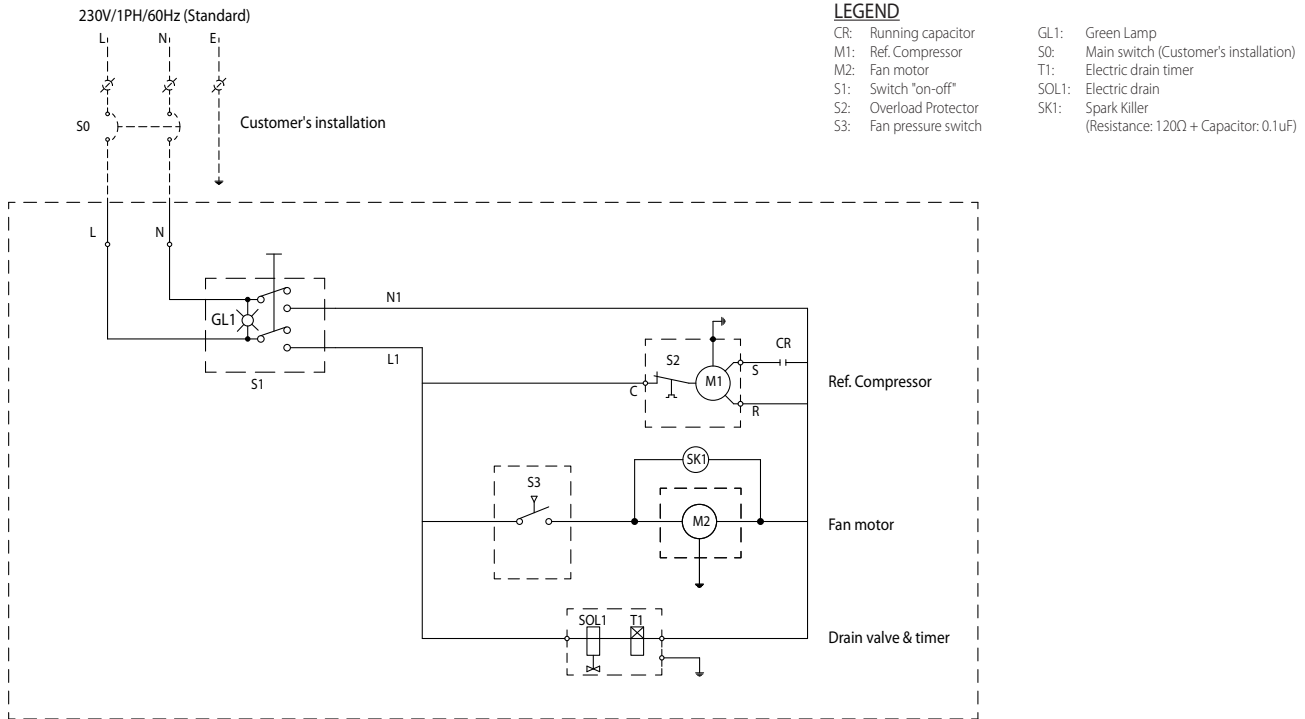 230V/1PH/60Hz (Standard)
L N E
S0
Customer's installation
LEGEND
CR: Running capacitor
M1: Ref. Compressor
M2: Fan motor
S1: Switch "on-off"
S2: Overload Protector
S3: Fan pressure switch
GL1: Green Lamp
S0: Main switch (Customer's installation)
T1: Electric drain timer
SOL1: Electric drain
SK1: Spark Killer
(Resistance: 120Ω + Capacitor: 0.1uF)
L N
GL1
S1
N1
L1
S2
M1
C
S
R
CR
Ref. Compressor
SK1
S3
M2
Fan motor
SOL1 T1
Drain valve & timer